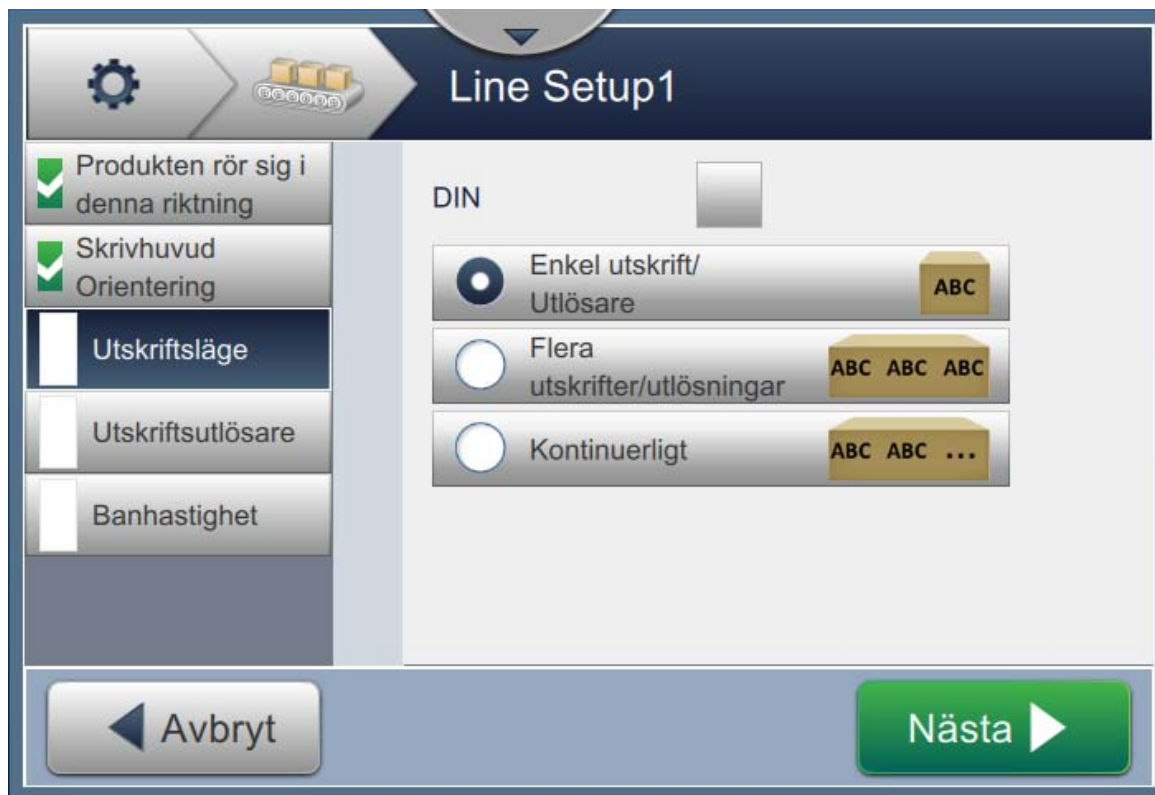 Line Setup1
Produkten rör sig i
denna riktning
Skrivhuvud
Orientering
Utskriftsläge
Utskriftsutlösare
Banhastighet
DIN
Enkel utskrift/
Utlösare
ABC
Flera
utskrifter/utlösningar
ABC ABC ABC
Kontinuerligt
ABC ABC ...
Avbryt
Nästa